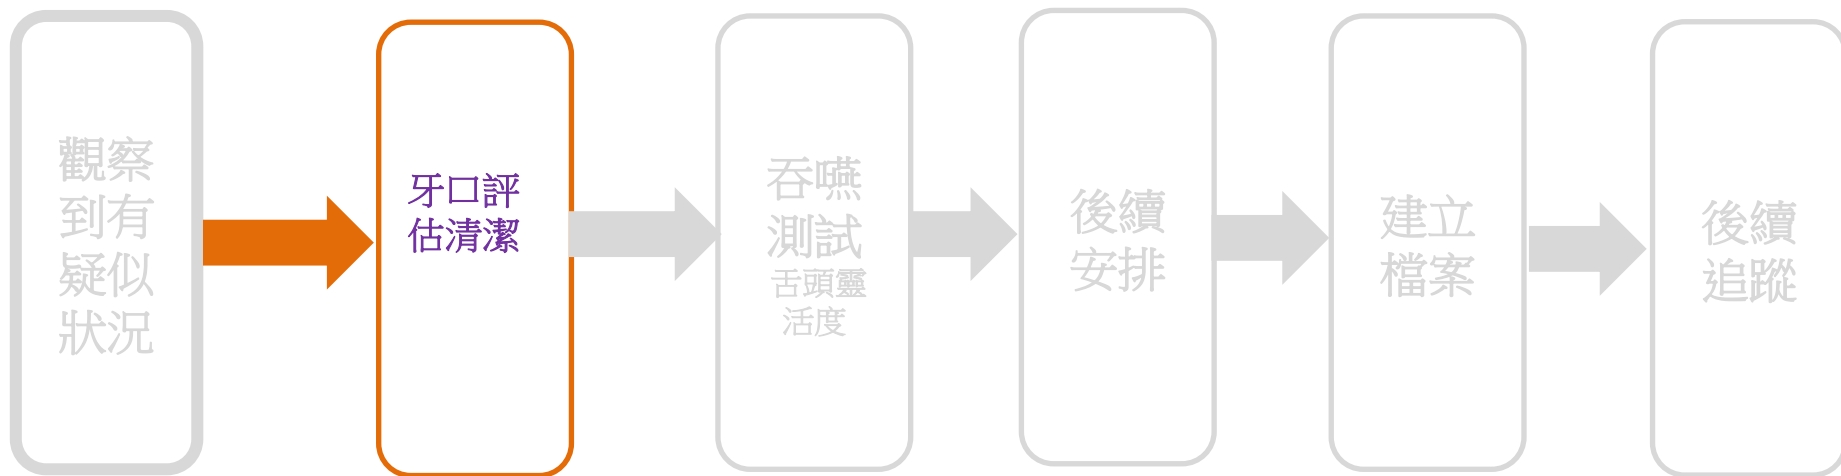 觀察
到有
疑似
狀況
牙口評
估清潔
吞嚥
測試
舌頭靈
活度
後續
安排
建立
檔案
後續
追蹤